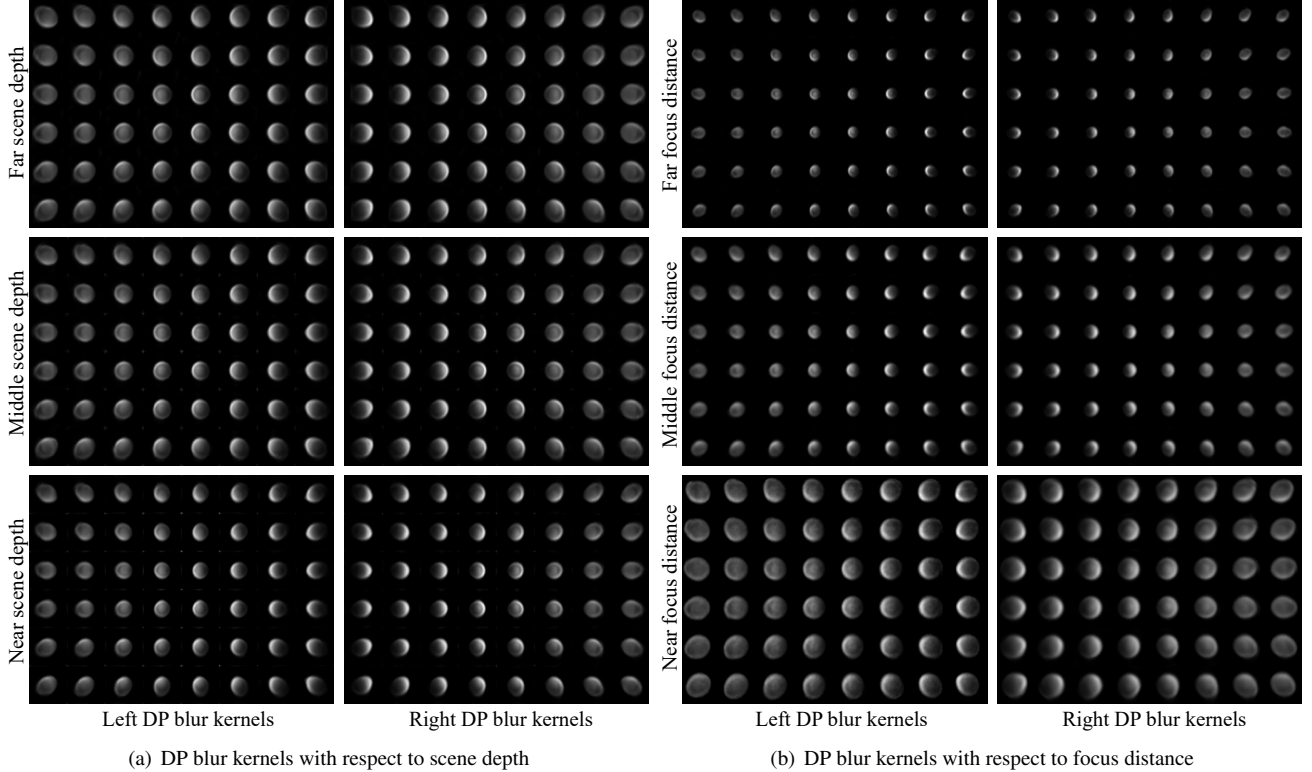 Far scene depth
Middle scene depth
Near scene depth
Left DP blur kernels
Right DP blur kernels
(a) DP blur kernels with respect to scene depth
Far focus distance
Middle focus distance
Near focus distance
Left DP blur kernels
Right DP blur kernels
(b) DP blur kernels with respect to focus distance